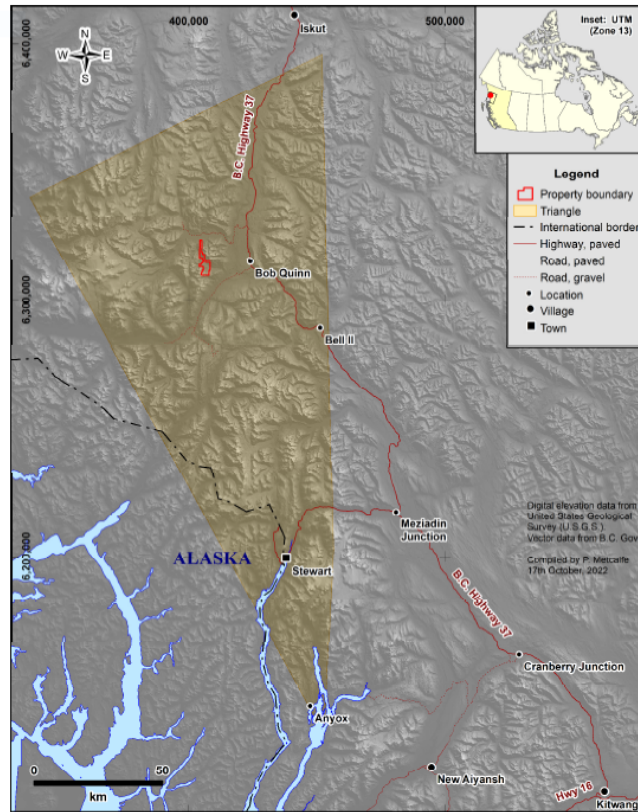 400,000
500,000
Iskut
6,400,000
N
W
E
S
Inset: UTM
(Zone 13)
B.C. Highway 37
Legend
Property boundary
Triangle
International border
Highway, paved
Road, paved
Road, gravel
Location
Village
Town
Bob Quinn
6,300,000
Bell II
Meziadin
Junction
Digital elevation data from
United States Geological
Survey (U.S.G.S.)
Vector data from B.C. Gov
Compiled by P. Metcalfe
17th October, 2022
ALASKA
Stewart
B.C. Highway 37
Cranberry Junction
Anyox
New Aiyansh
0
50
km
Hwy 16
Kitwang